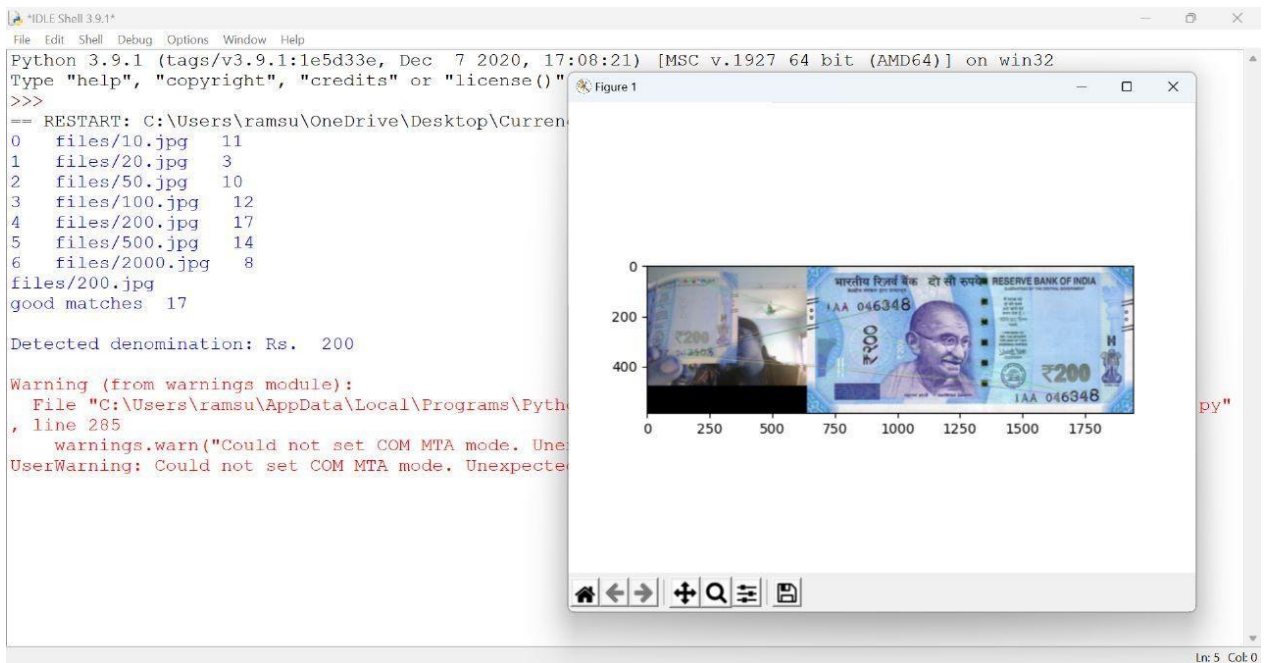 *IDLE Shell 3.9.1*
File Edit Shell Debug Options Window Help
Python 3.9.1 (tags/v3.9.1:1e5d33e, Dec 7 2020, 17:08:21) [MSC v.1927 64 bit (AMD64)] on win32
Type "help", "copyright", "credits" or "license()"
>>>
== RESTART: C:\Users\ramsu\OneDrive\Desktop\Curren
0 files/10.jpg 11
1 files/20.jpg 3
2 files/50.jpg 10
3 files/100.jpg 12
4 files/200.jpg 17
5 files/500.jpg 14
6 files/2000.jpg 8
files/200.jpg
good matches 17
Detected denomination: Rs. 200
Warning (from warnings module):
File "C:\Users\ramsu\AppData\Local\Programs\Pyth
py"
, line 285
warnings.warn("Could not set COM MTA mode. Une
UserWarning: Could not set COM MTA mode. Unexpecte
Figure 1
0
200
400
0 250 500 750 1000 1250 1500 1750
भारतीय रिज़र्व बैंक दो सौ रुपये RESERVE BANK OF INDIA
1AA 046348
₹200
₹200
1AA 046348
₹200
Ln: 5 Col: 0